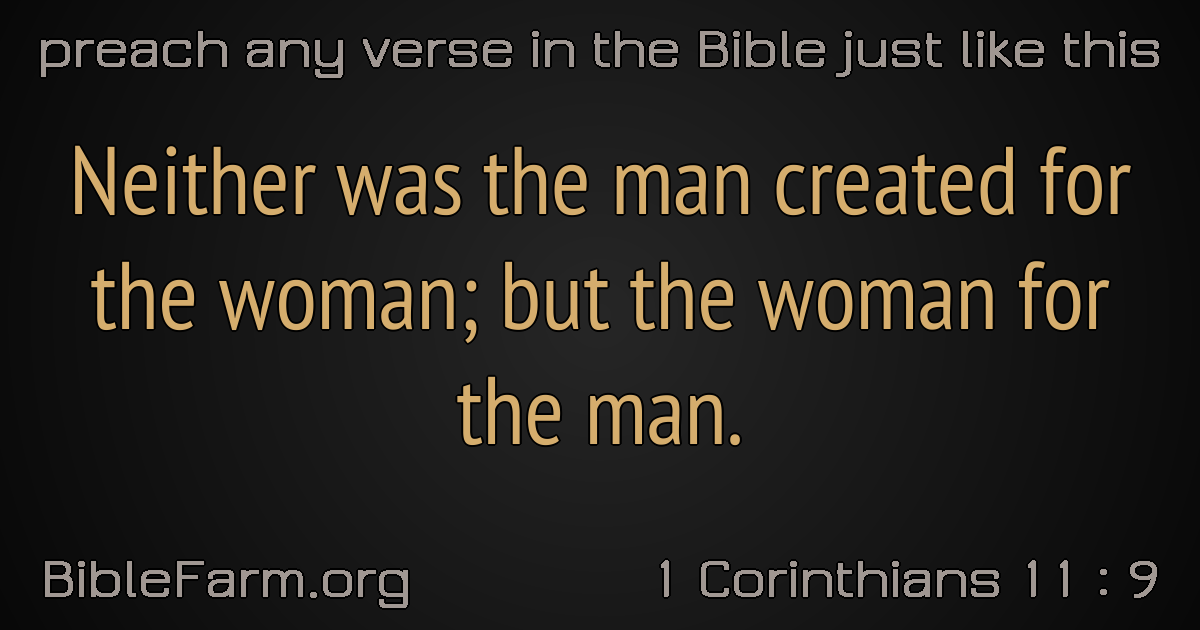 preach any verse in the Bible just like this
Neither was the man created for
the woman; but the woman for
the man.
BibleFarm.org
1 Corinthians 11 : 9